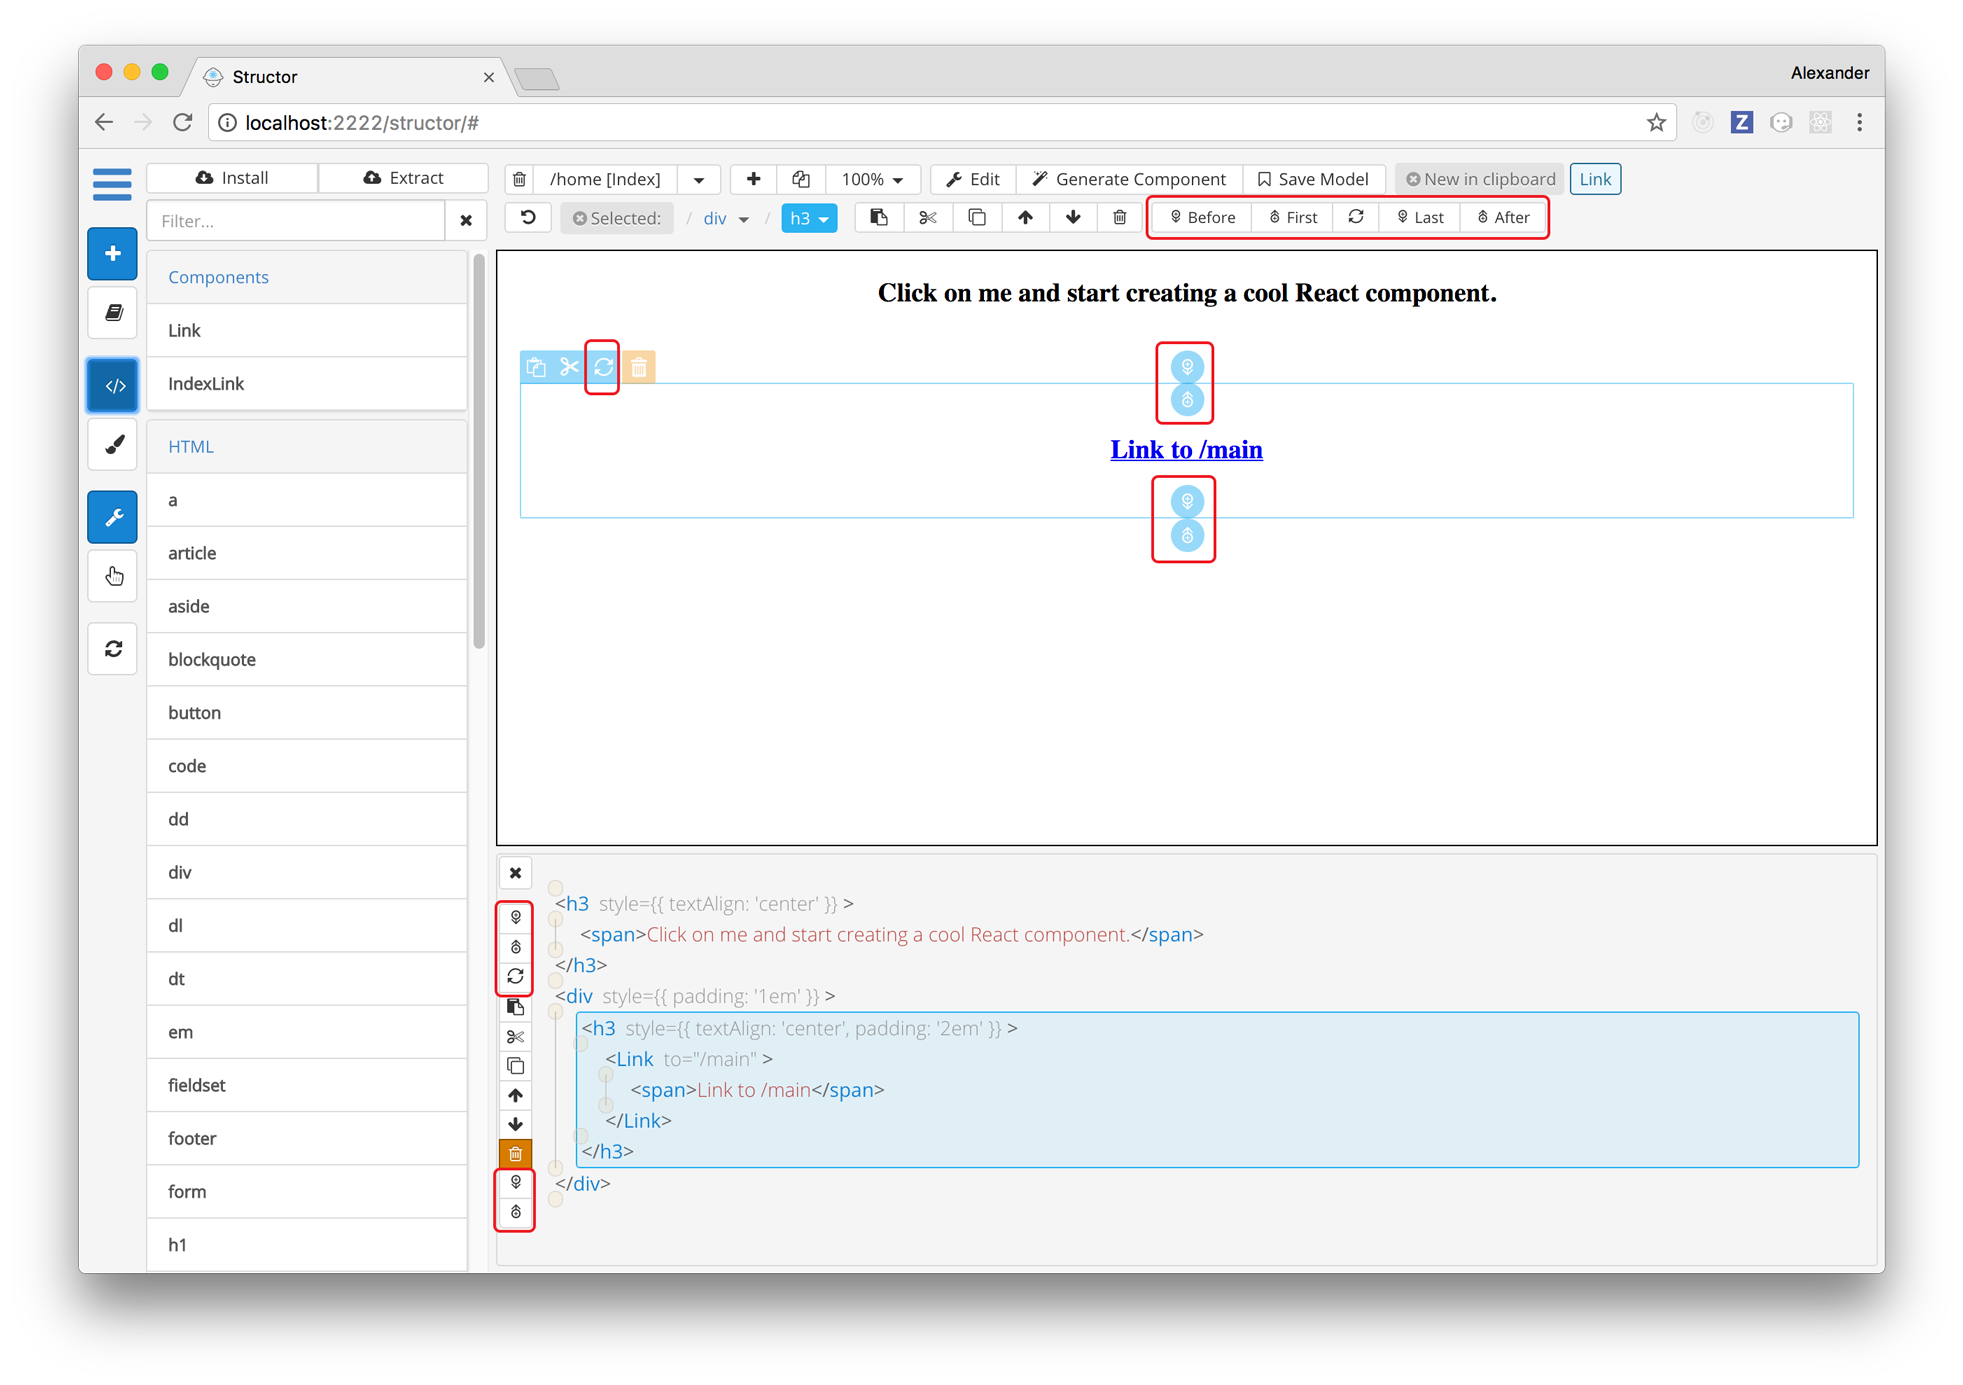 Structor
Alexander
localhost:2222/structor/#
Z
Install Extract
/home [Index] 100% Edit Generate Component Save Model New in clipboard Link
Filter...
Selected: / div / h3 Before First Last After
Components
Link
IndexLink
HTML
a
article
aside
blockquote
button
code
dd
div
dl
dt
em
fieldset
footer
form
h1
Click on me and start creating a cool React component.
Link to /main
<h3 style={{ textAlign: 'center' }} >
<span>Click on me and start creating a cool React component.</span>
</h3>
<div style={{ padding: '1em' }} >
<h3 style={{ textAlign: 'center', padding: '2em' }} >
<Link to="/main" >
<span>Link to /main</span>
</Link>
</h3>
</div>